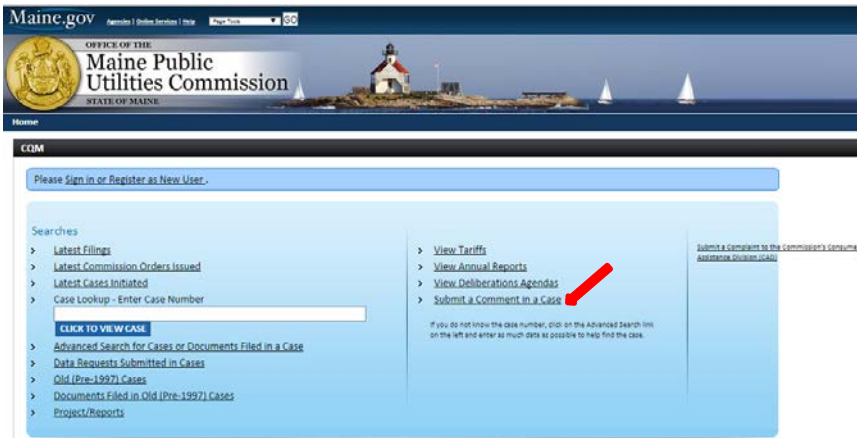 Maine.gov Agencies | Online Services | Help Page Tools GO
OFFICE OF THE
Maine Public
Utilities Commission
STATE OF MAINE
Home
CQM
Please Sign in or Register as New User .
Searches
> Latest Filings
> Latest Commission Orders Issued
> Latest Cases Initiated
> Case Lookup - Enter Case Number
CLICK TO VIEW CASE
> Advanced Search for Cases or Documents Filed in a Case
> Data Requests Submitted in Cases
> Old (Pre-1997) Cases
> Documents Filed in Old (Pre-1997) Cases
> Project/Reports
> View Tariffs
> View Annual Reports
> View Deliberations Agendas
> Submit a Comment in a Case
If you do not know the case number, click on the Advanced Search link
on the left and enter as much data as possible to help find the case.
Submit a Complaint to the Commission's Consume
Assistance Division (CAD)